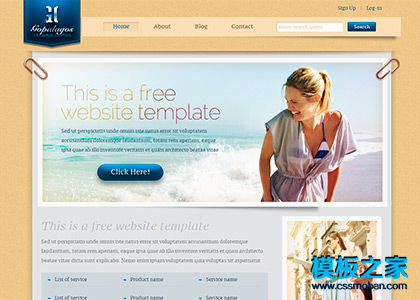 Sign Up | Log-in
Gopalagos
ISLAND HOTEL
Home About Blog Contact
Enter search quest
Search
This is a free
website template
Sed ut perspiciatis unde omnis iste natus error sit voluptatem
accusantium doloremque laudantium, totam rem aperiam, eaque
ipsa quae ab illo inventore veritatis et quasi architecto beatae vitae
Click Here!
This is a free website template
Sed ut perspiciatis unde omnis iste natus error sit voluptatem accusantium
doloremque laudantium, totam rem aperiam, eaque ipsa quae ab illo inventore
veritatis et quasi architecto beatae vitae dicta sunt explicabo. Nemo enim ipsam voluptatem quia voluptas sit aspernatur
List of service Product name Service name
List of service Product name Service name
模板之家
www.cssmoban.com